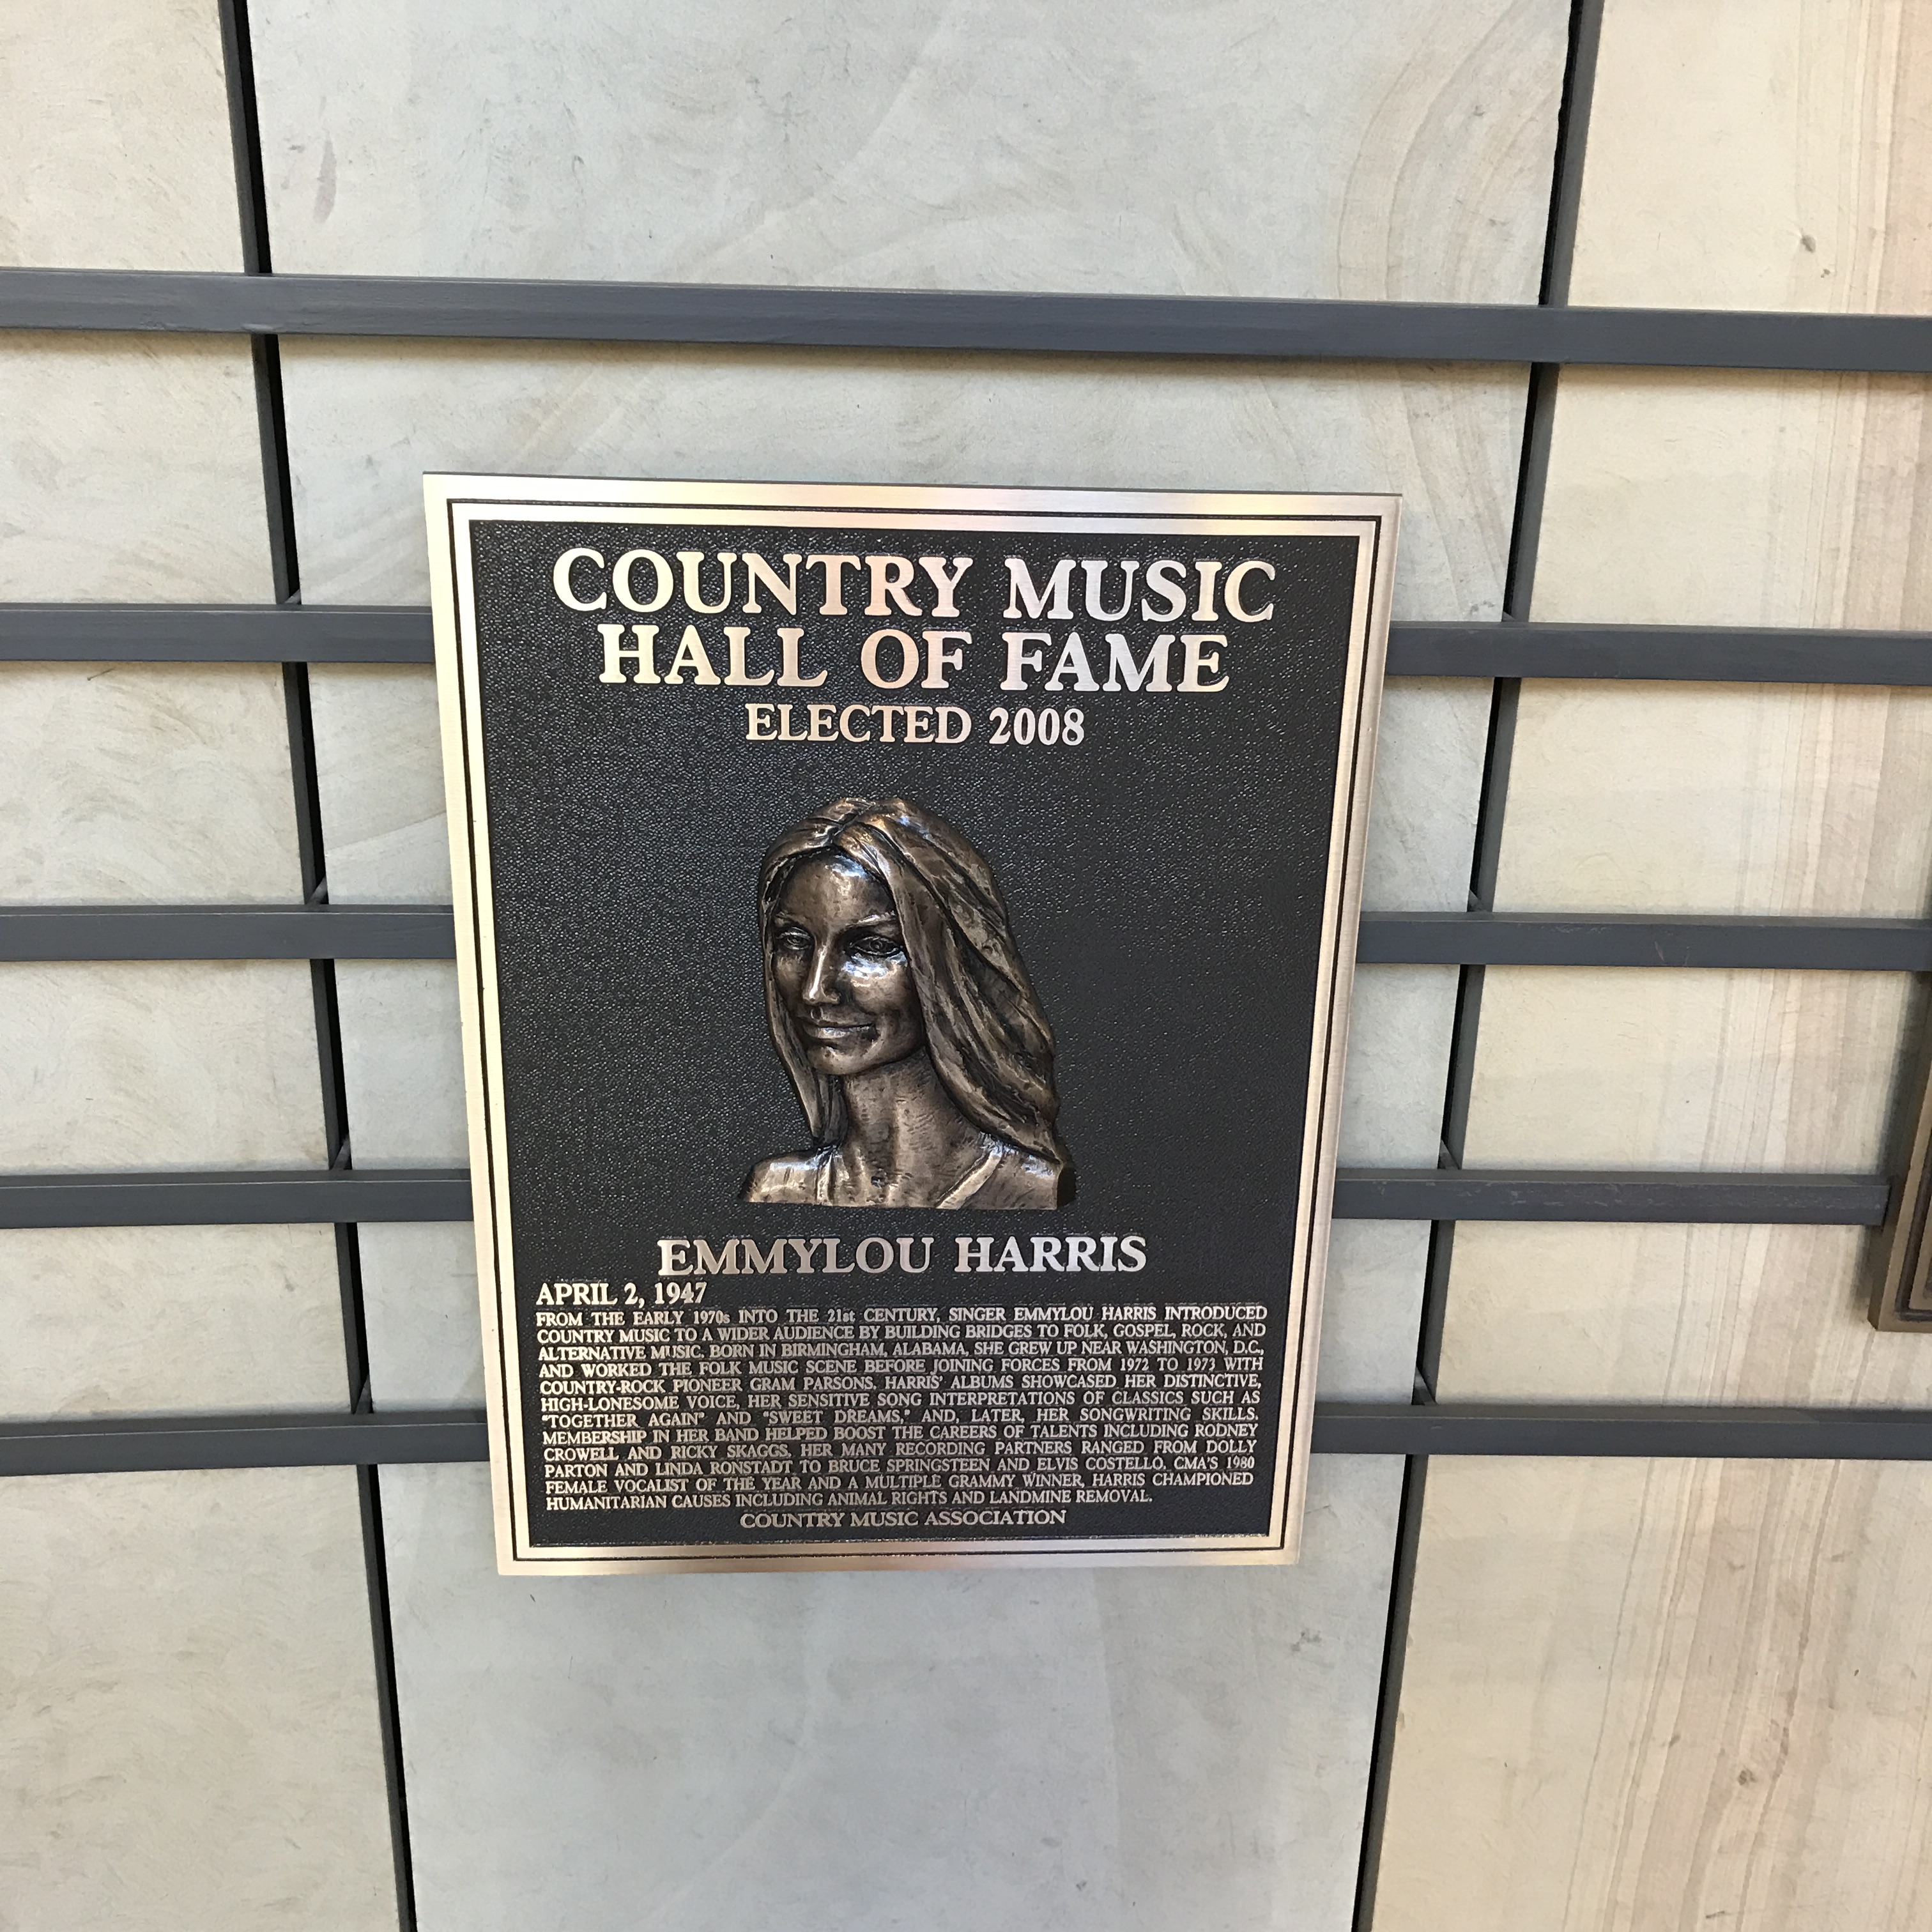 COUNTRY MUSIC
HALL OF FAME
ELECTED 2008
EMMYLOU HARRIS
APRIL 2, 1947
FROM THE EARLY 1970s INTO THE 21st CENTURY, SINGER EMMYLOU HARRIS INTRODUCED
COUNTRY MUSIC TO A WIDER AUDIENCE BY BUILDING BRIDGES TO FOLK, GOSPEL, ROCK, AND
ALTERNATIVE MUSIC. BORN IN BIRMINGHAM, ALABAMA, SHE GREW UP NEAR WASHINGTON, D.C.,
AND WORKED THE FOLK MUSIC SCENE BEFORE JOINING FORCES FROM 1972 TO 1973 WITH
COUNTRY-ROCK PIONEER GRAM PARSONS. HARRIS' ALBUMS SHOWCASED HER DISTINCTIVE,
HIGH-LONESOME VOICE, HER SENSITIVE SONG INTERPRETATIONS OF CLASSICS SUCH AS
"TOGETHER AGAIN" AND "SWEET DREAMS," AND, LATER, HER SONGWRITING SKILLS.
MEMBERSHIP IN HER BAND HELPED BOOST THE CAREERS OF TALENTS INCLUDING RODNEY
CROWELL AND RICKY SKAGGS. HER MANY RECORDING PARTNERS RANGED FROM DOLLY
PARTON AND LINDA RONSTADT TO BRUCE SPRINGSTEEN AND ELVIS COSTELLO. CMA'S 1980
FEMALE VOCALIST OF THE YEAR AND A MULTIPLE GRAMMY WINNER, HARRIS CHAMPIONED
HUMANITARIAN CAUSES INCLUDING ANIMAL RIGHTS AND LANDMINE REMOVAL.
COUNTRY MUSIC ASSOCIATION